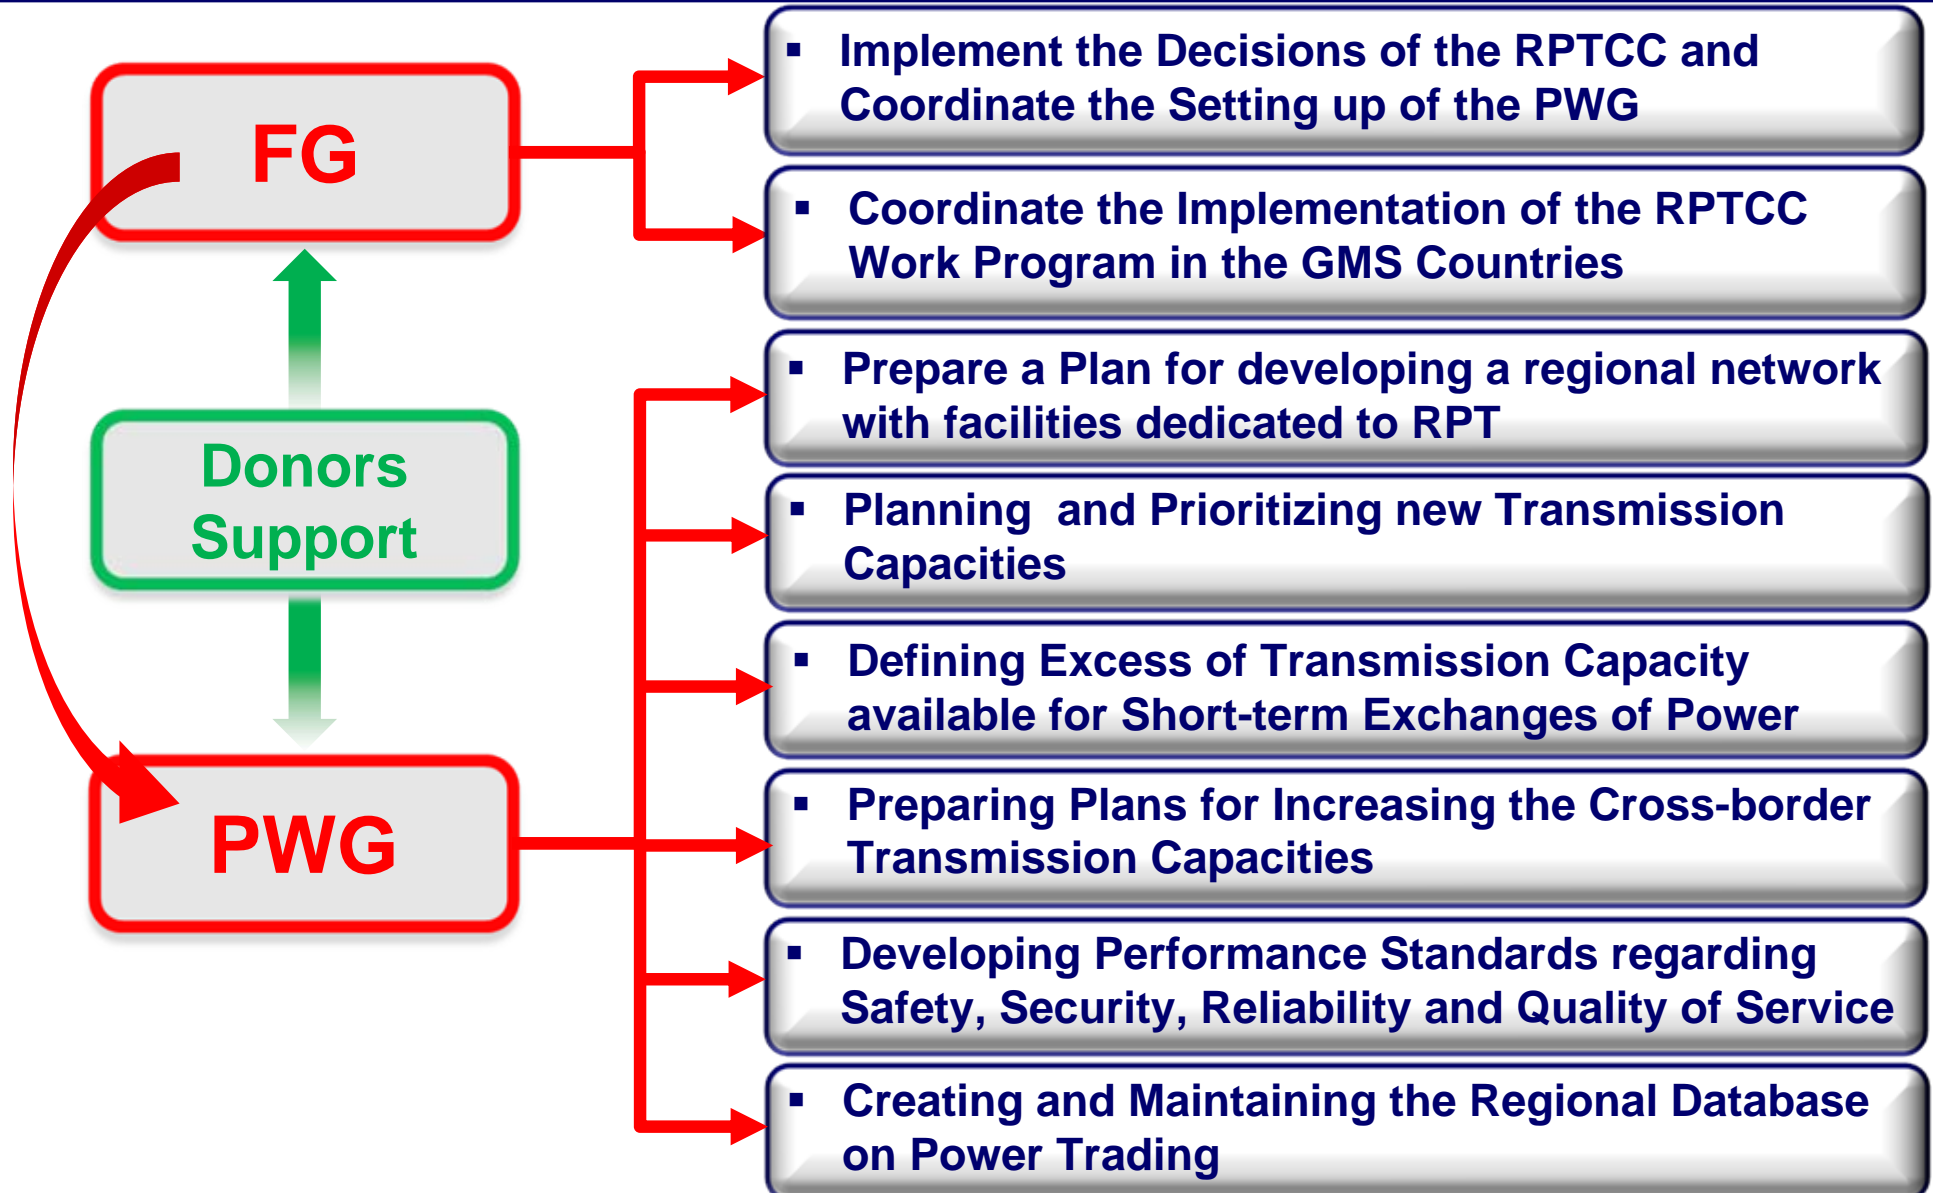 FG
Donors
Support
PWG
▪ Implement the Decisions of the RPTCC and
Coordinate the Setting up of the PWG
▪ Coordinate the Implementation of the RPTCC
Work Program in the GMS Countries
▪ Prepare a Plan for developing a regional network
with facilities dedicated to RPT
▪ Planning  and Prioritizing new Transmission
Capacities
▪ Defining Excess of Transmission Capacity
available for Short-term Exchanges of Power
▪ Preparing Plans for Increasing the Cross-border
Transmission Capacities
▪ Developing Performance Standards regarding
Safety, Security, Reliability and Quality of Service
▪ Creating and Maintaining the Regional Database
on Power Trading